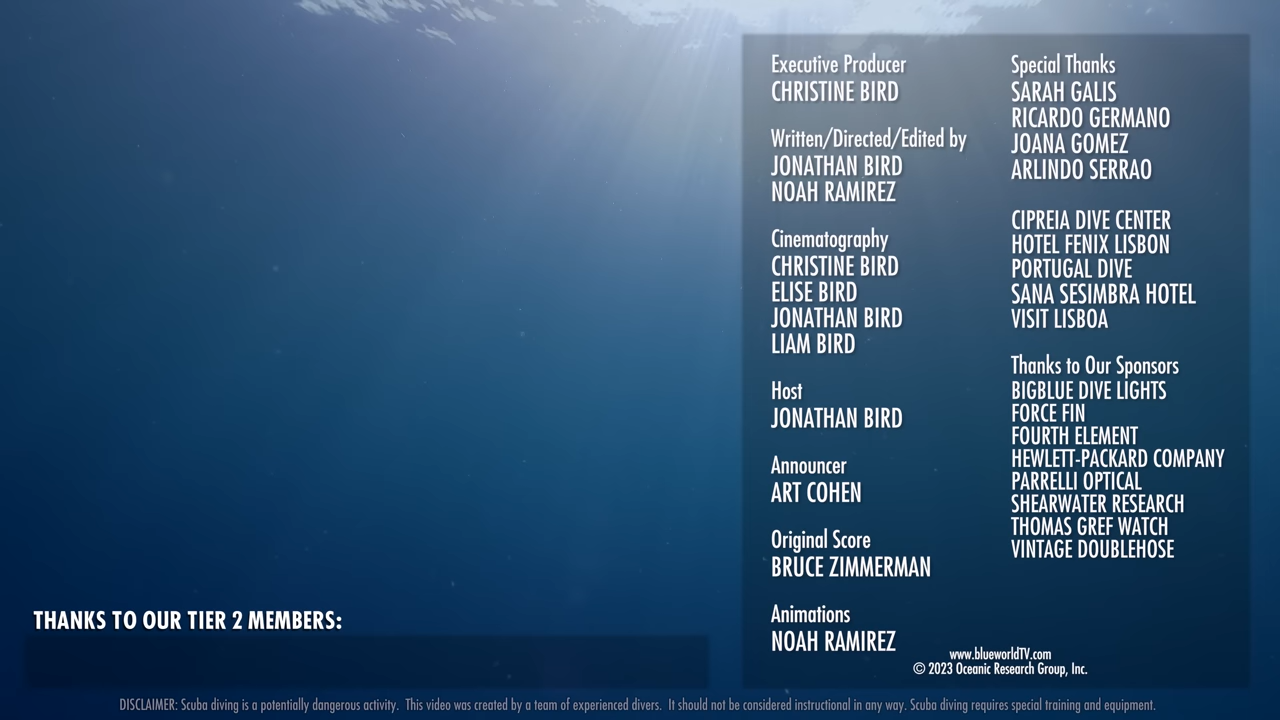 Executive Producer
CHRISTINE BIRD
Written/Directed/Edited by
JONATHAN BIRD
NOAH RAMIREZ
Cinematography
CHRISTINE BIRD
ELISE BIRD
JONATHAN BIRD
LIAM BIRD
Host
JONATHAN BIRD
Announcer
ART COHEN
Original Score
BRUCE ZIMMERMAN
Animations
NOAH RAMIREZ
Special Thanks
SARAH GALIS
RICARDO GERMANO
JOANA GOMEZ
ARLINDO SERRAO
CIPREIA DIVE CENTER
HOTEL FENIX LISBON
PORTUGAL DIVE
SANA SESIMBRA HOTEL
VISIT LISBOA
Thanks to Our Sponsors
BIGBLUE DIVE LIGHTS
FORCE FIN
FOURTH ELEMENT
HEWLETT-PACKARD COMPANY
PARRELLI OPTICAL
SHEARWATER RESEARCH
THOMAS GREF WATCH
VINTAGE DOUBLEHOSE
www.blueworldTV.com
© 2023 Oceanic Research Group, Inc.
THANKS TO OUR TIER 2 MEMBERS:
DISCLAIMER: Scuba diving is a potentially dangerous activity. This video was created by a team of experienced divers. It should not be considered instructional in any way. Scuba diving requires special training and equipment.